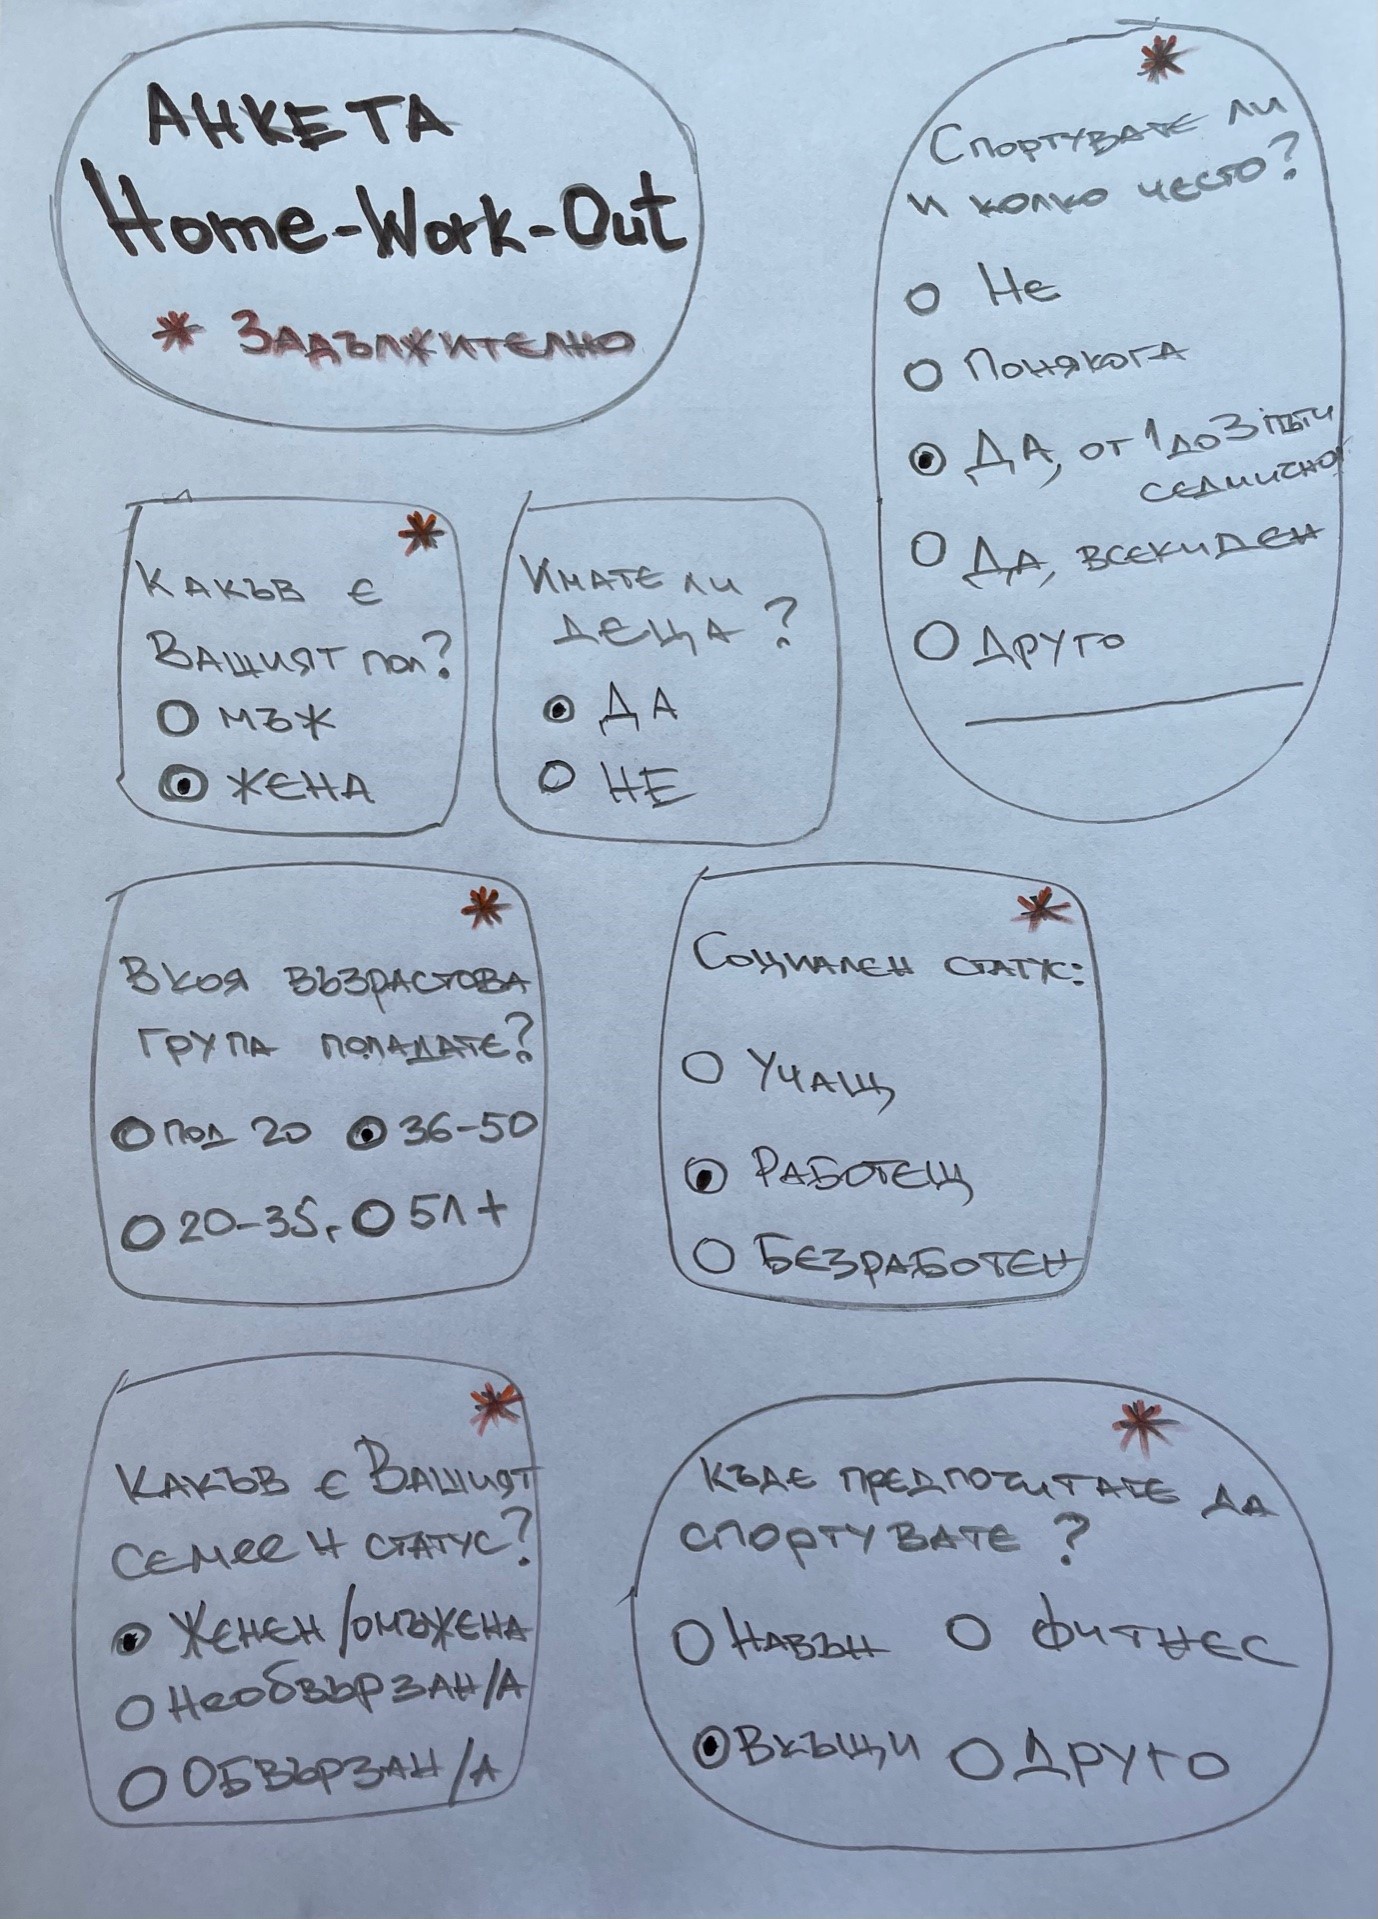 АНКЕТА
Home-Work-Out
* ЗАДЪЛЖИТЕЛНО
*
Спортувате ли
и колко често?
Не
Понякога
ДА, от 1 до 3 пъти
седмично
ДА, всекиден
Друго
*
Какъв е
Вашият пол?
мъж
жена
Имате ли
деца?
ДА
НЕ
*
В коя възрастова
група попадате?
под 20 36-50
20-35г 51+
*
Социален статус:
Учащ
Работещ
Безработен
*
Какъв е Вашият
семеен статус?
Женен/омъжена
Необвързан/а
Обвързан/а
*
Къде предпочитате да
спортувате?
Навън фитнес
Вкъщи Друго